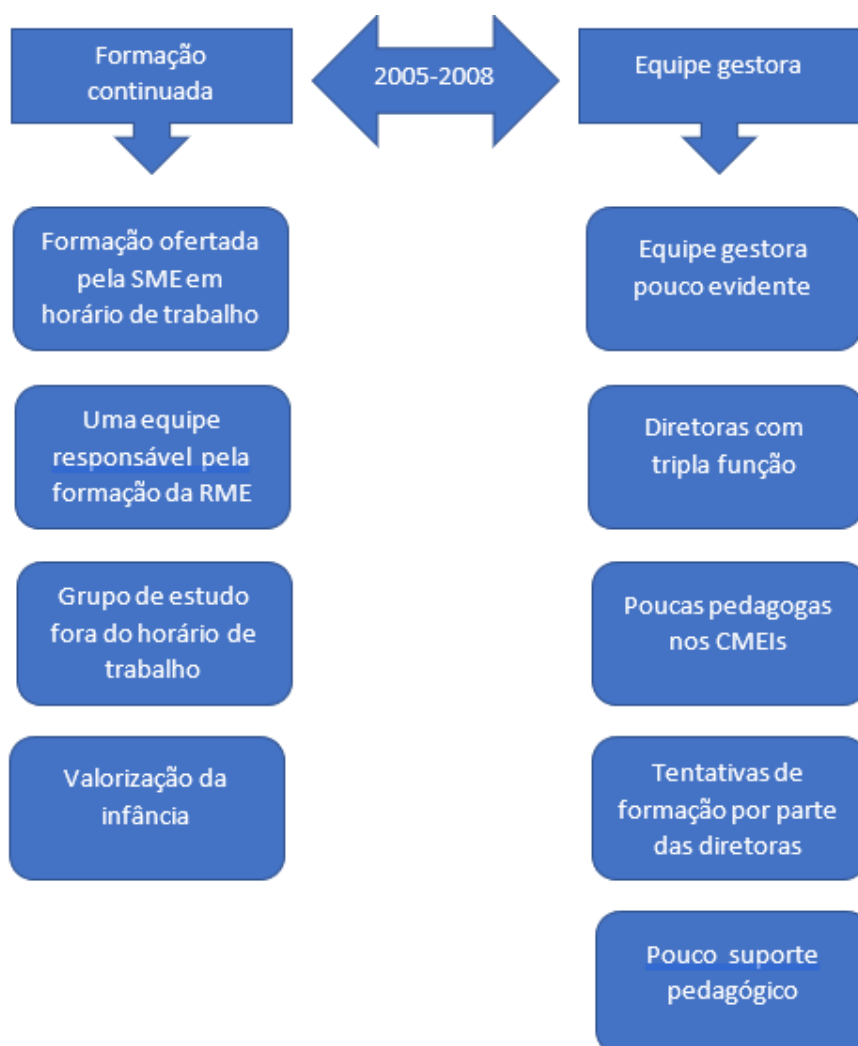 Formação
continuada
2005-2008
Equipe gestora
Formação ofertada
pela SME em
horário de trabalho
Equipe gestora
pouco evidente
Uma equipe
responsável pela
formação da RME
Diretoras com
tripla função
Grupo de estudo
fora do horário de
trabalho
Poucas pedagogas
nos CMEIs
Valorização da
infância
Tentativas de
formação por parte
das diretoras
Pouco suporte
pedagógico